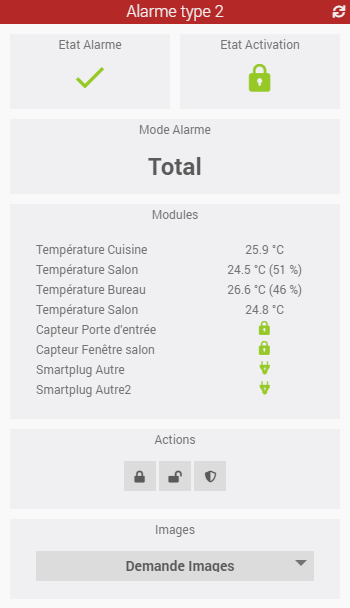 Alarme type 2
Etat Alarme
Etat Activation
Mode Alarme
Total
Modules
Température Cuisine 25.9 °C
Température Salon 24.5 °C (51 %)
Température Bureau 26.6 °C (46 %)
Température Salon 24.8 °C
Capteur Porte d'entrée
Capteur Fenêtre salon
Smartplug Autre
Smartplug Autre2
Actions
Images
Demande Images